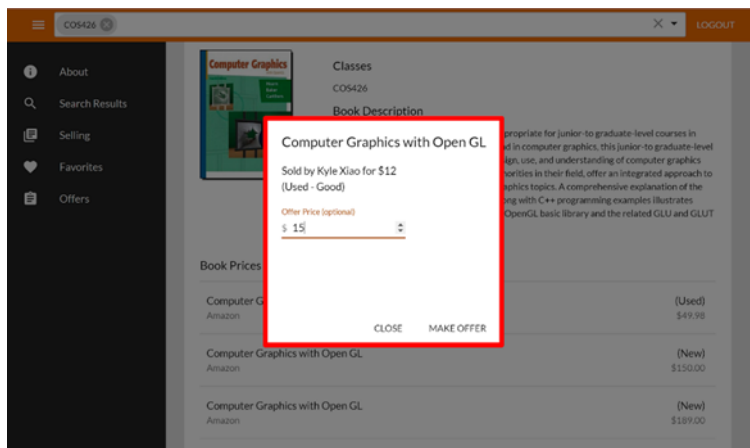 COS426
LOGOUT
About
Search Results
Selling
Favorites
Offers
Computer Graphics
Classes
COS426
Book Description
propriate for junior-to graduate-level courses in
d in computer graphics, this junior-to graduate-level
ign, use, and understanding of computer graphics
horities in their field, offer an integrated approach to
aphics topics. A comprehensive explanation of the
ong with C++ programming examples illustrates
OpenGL basic library and the related GLU and GLUT
Computer Graphics with Open GL
Sold by Kyle Xiao for $12
(Used - Good)
Offer Price (optional)
$ 15
CLOSE MAKE OFFER
Book Prices
Computer G
(Used)
Amazon
$49.98
Computer Graphics with Open GL
(New)
Amazon
$150.00
Computer Graphics with Open GL
(New)
Amazon
$189.00